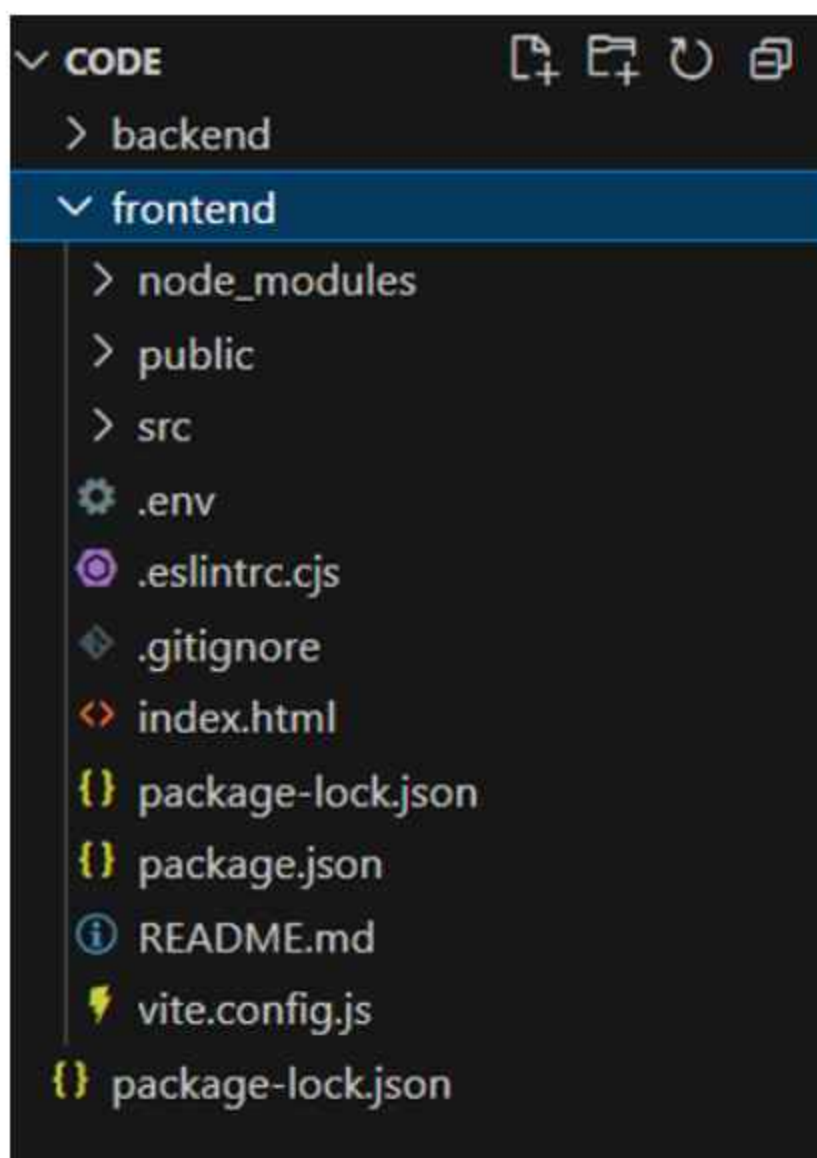 CODE
backend
frontend
node_modules
public
src
.env
.eslintrc.cjs
.gitignore
index.html
package-lock.json
package.json
README.md
vite.config.js
package-lock.json